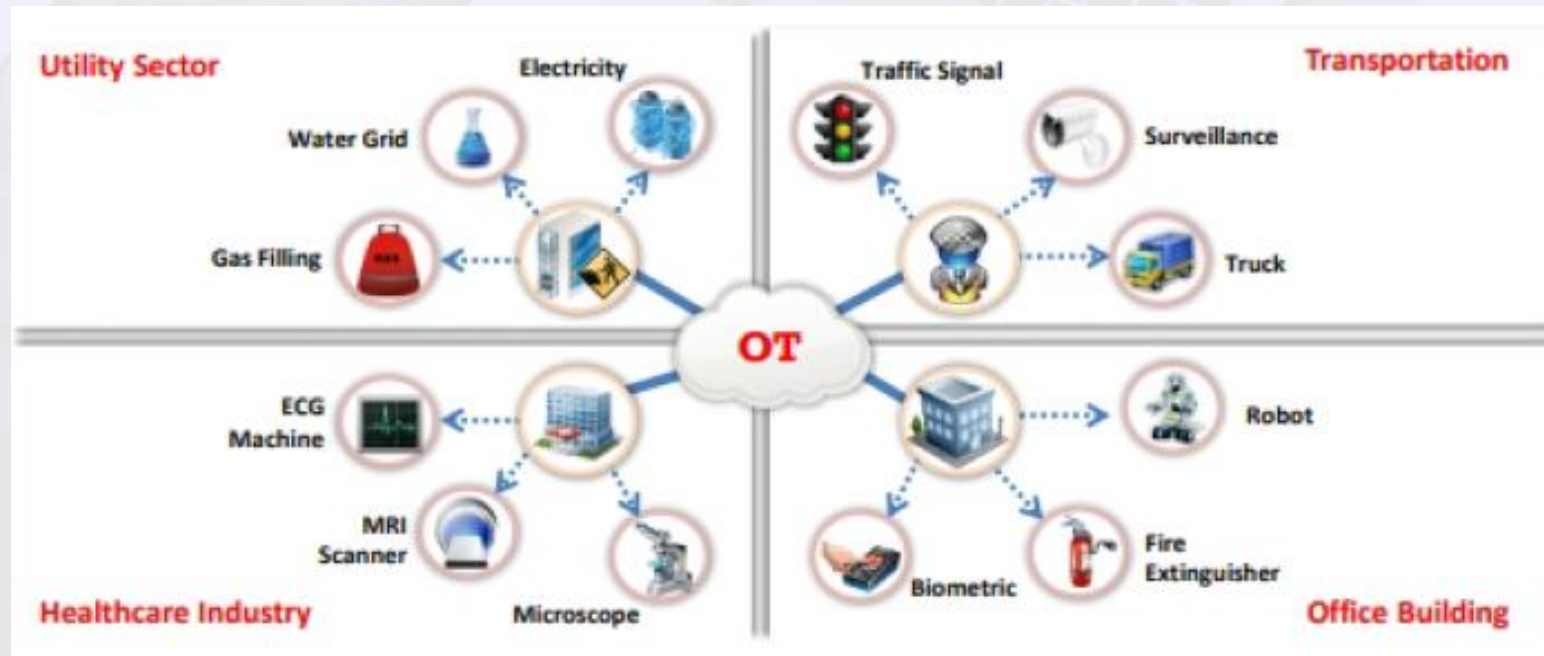 Utility Sector
Electricity
Water Grid
Gas Filling
Traffic Signal
Transportation
Surveillance
Truck
OT
ECG
Machine
MRI
Scanner
Microscope
Healthcare Industry
Robot
Biometric
Fire
Extinguisher
Office Building